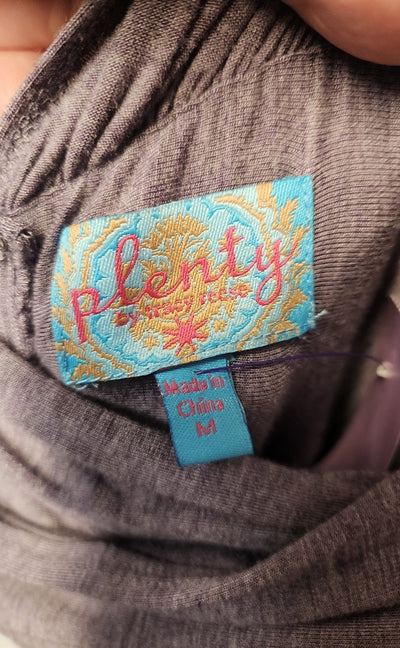 plenty
by tracy reese
Made in
China
M